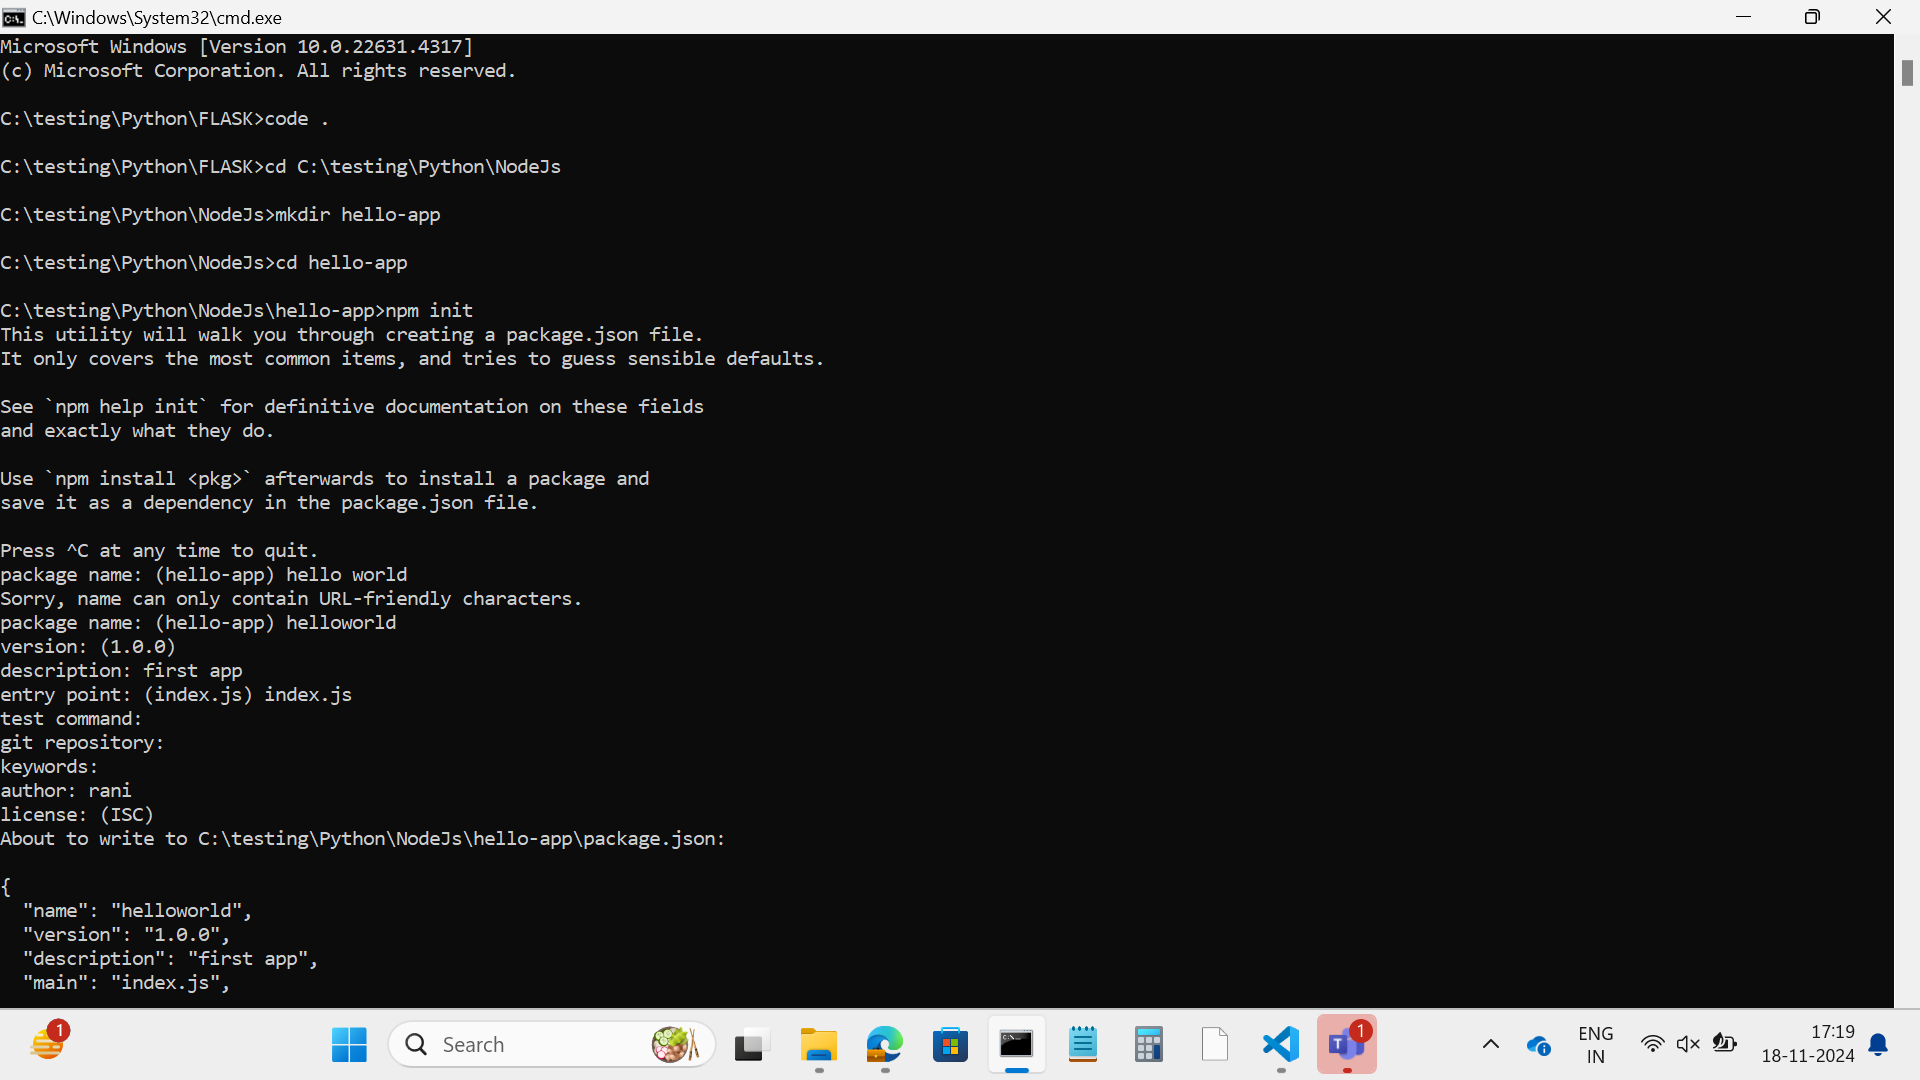 C:\Windows\System32\cmd.exe
Microsoft Windows [Version 10.0.22631.4317]
(c) Microsoft Corporation. All rights reserved.
C:\testing\Python\FLASK>code .
C:\testing\Python\FLASK>cd C:\testing\Python\NodeJs
C:\testing\Python\NodeJs>mkdir hello-app
C:\testing\Python\NodeJs>cd hello-app
C:\testing\Python\NodeJs\hello-app>npm init
This utility will walk you through creating a package.json file.
It only covers the most common items, and tries to guess sensible defaults.
See `npm help init` for definitive documentation on these fields
and exactly what they do.
Use `npm install <pkg>` afterwards to install a package and
save it as a dependency in the package.json file.
Press ^C at any time to quit.
package name: (hello-app) hello world
Sorry, name can only contain URL-friendly characters.
package name: (hello-app) helloworld
version: (1.0.0)
description: first app
entry point: (index.js) index.js
test command:
git repository:
keywords:
author: rani
license: (ISC)
About to write to C:\testing\Python\NodeJs\hello-app\package.json:
{
  "name": "helloworld",
  "version": "1.0.0",
  "description": "first app",
  "main": "index.js",
1
Search
1
ENG
IN
17:19
18-11-2024